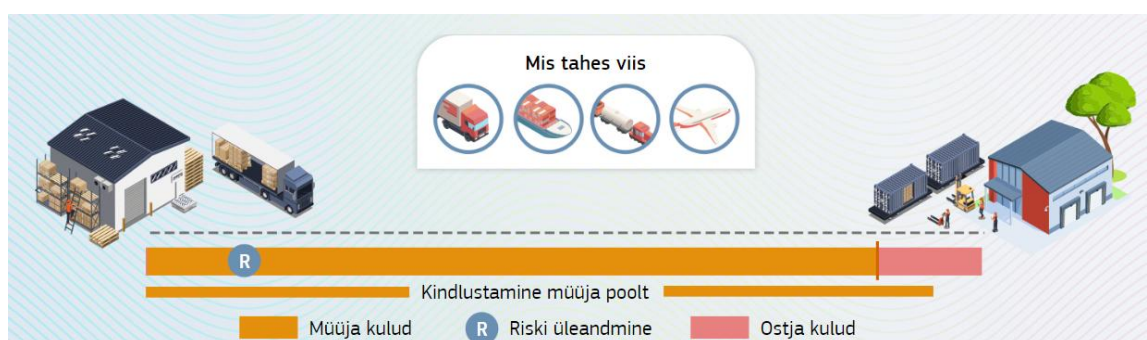 Mis tahes viis
R
Kindlustamine müüja poolt
Müüja kulud
R
Riski üleandmine
Ostja kulud